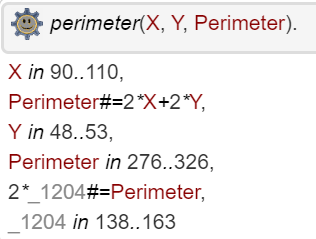 perimeter(X, Y, Perimeter).
X in 90..110,
Perimeter#=2*X+2*Y,
Y in 48..53,
Perimeter in 276..326,
2*_1204#=Perimeter,
_1204 in 138..163